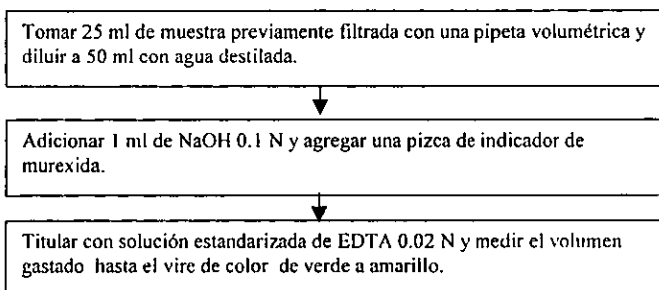 Tomar 25 ml de muestra previamente filtrada con una pipeta volumétrica y
diluir a 50 ml con agua destilada.
Adicionar 1 ml de NaOH 0.1 N y agregar una pizca de indicador de
murexida.
Titular con solución estandarizada de EDTA 0.02 N y medir el volumen
gastado hasta el vire de color de verde a amarillo.